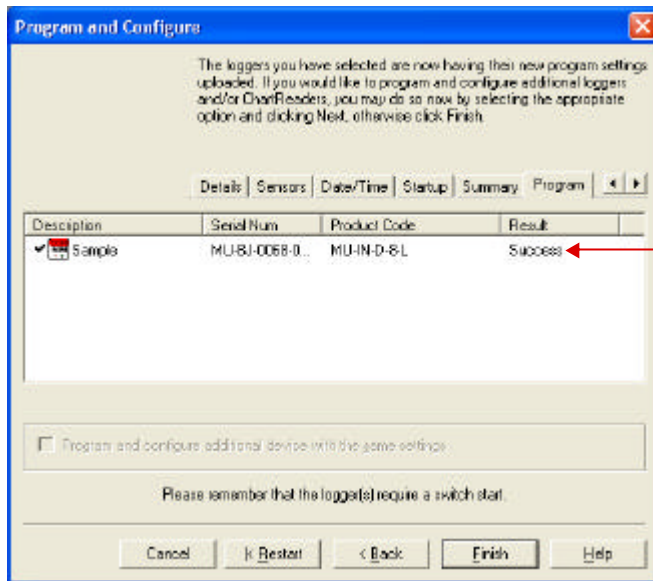 Program and Configure
The loggers you have selected are now having their new program settings
uploaded. If you would like to program and configure additional loggers
and/or ChartReaders, you may do so now by selecting the appropriate
option and clicking Next, otherwise click Finish.
Details Sensors Date/Time Startup Summary Program
Description Serial Num Product Code Result
Sample MU-BJ-0068-0... MU-IN-D-8-L Success
Program and configure additional device with the same settings
Please remember that the logger(s) require a switch start.
Cancel |< Restart < Back Finish Help